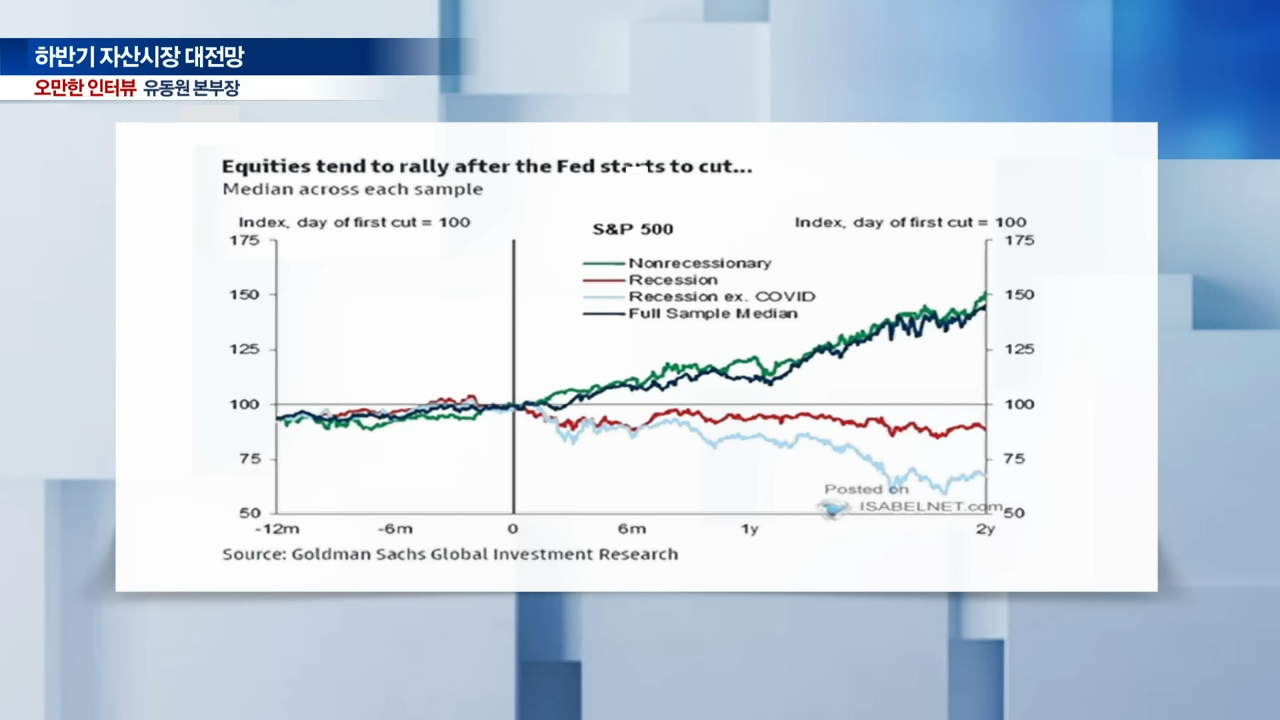 하반기 자산시장 대전망
오만한 인터뷰 유동원 본부장
Equities tend to rally after the Fed starts to cut...
Median across each sample
Index, day of first cut = 100
S&P 500
Index, day of first cut = 100
Nonrecessionary
Recession
Recession ex. COVID
Full Sample Median
175 175
150 150
125 125
100 100
75 75
50 50
Posted on
ISABELNET.com
-12m -6m 0 6m 1y 2y
Source: Goldman Sachs Global Investment Research